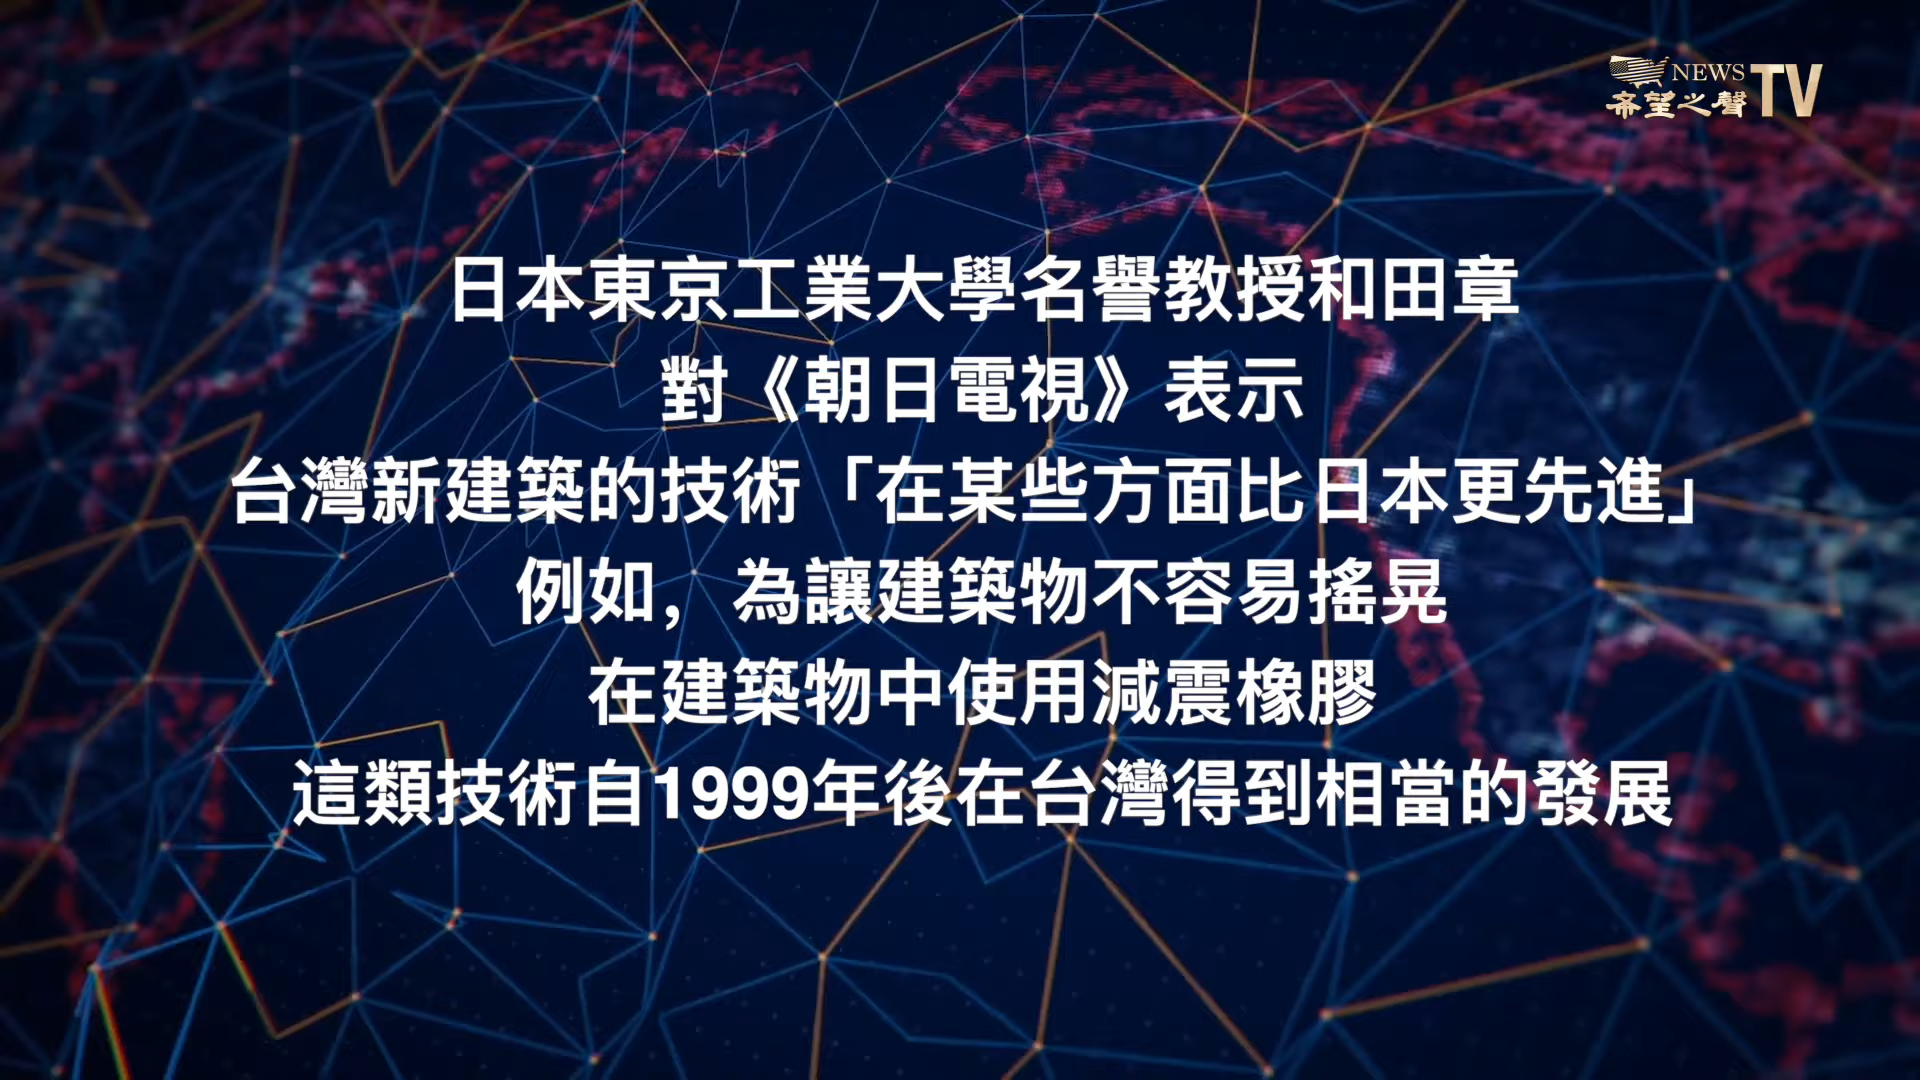 NEWS
希望之聲TV
日本東京工業大學名譽教授和田章
對《朝日電視》表示
台灣新建築的技術「在某些方面比日本更先進」
例如，為讓建築物不容易搖晃
在建築物中使用減震橡膠
這類技術自1999年後在台灣得到相當的發展